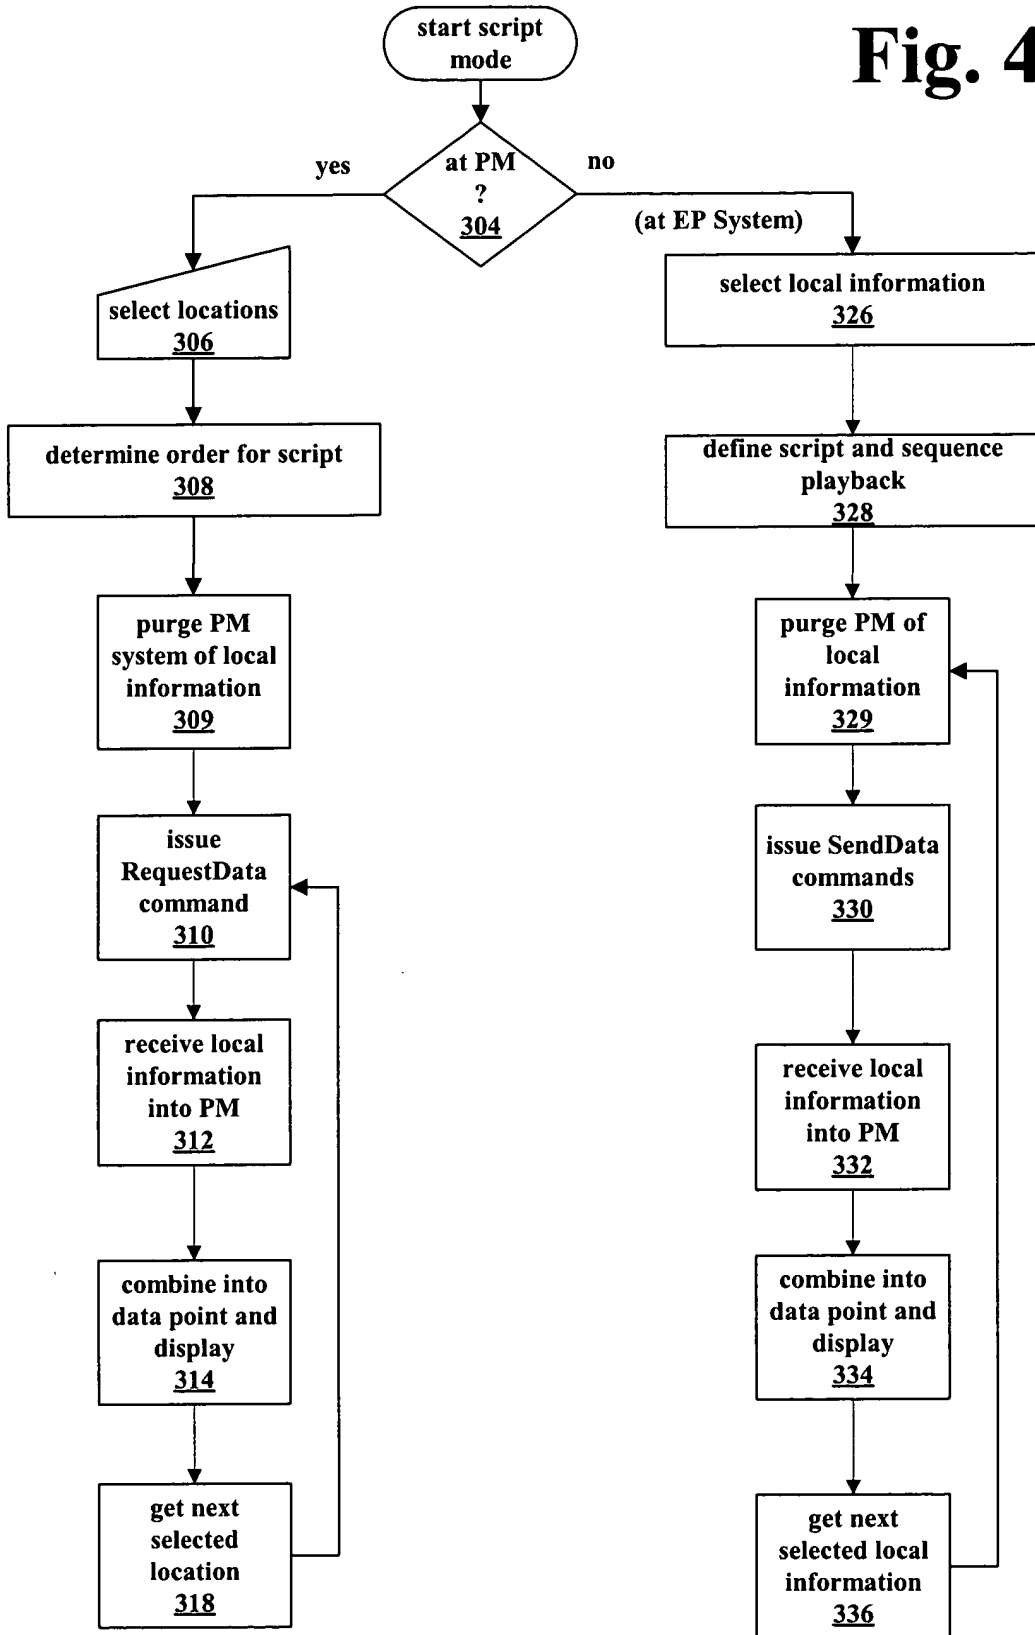 start script
mode
Fig. 4
at PM
?
304
yes
no
(at EP System)
select locations
306
determine order for script
308
purge PM
system of local
information
309
issue
RequestData
command
310
receive local
information
into PM
312
combine into
data point and
display
314
get next
selected
location
318
select local information
326
define script and sequence
playback
328
purge PM of
local
information
329
issue SendData
commands
330
receive local
information
into PM
332
combine into
data point and
display
334
get next
selected local
information
336